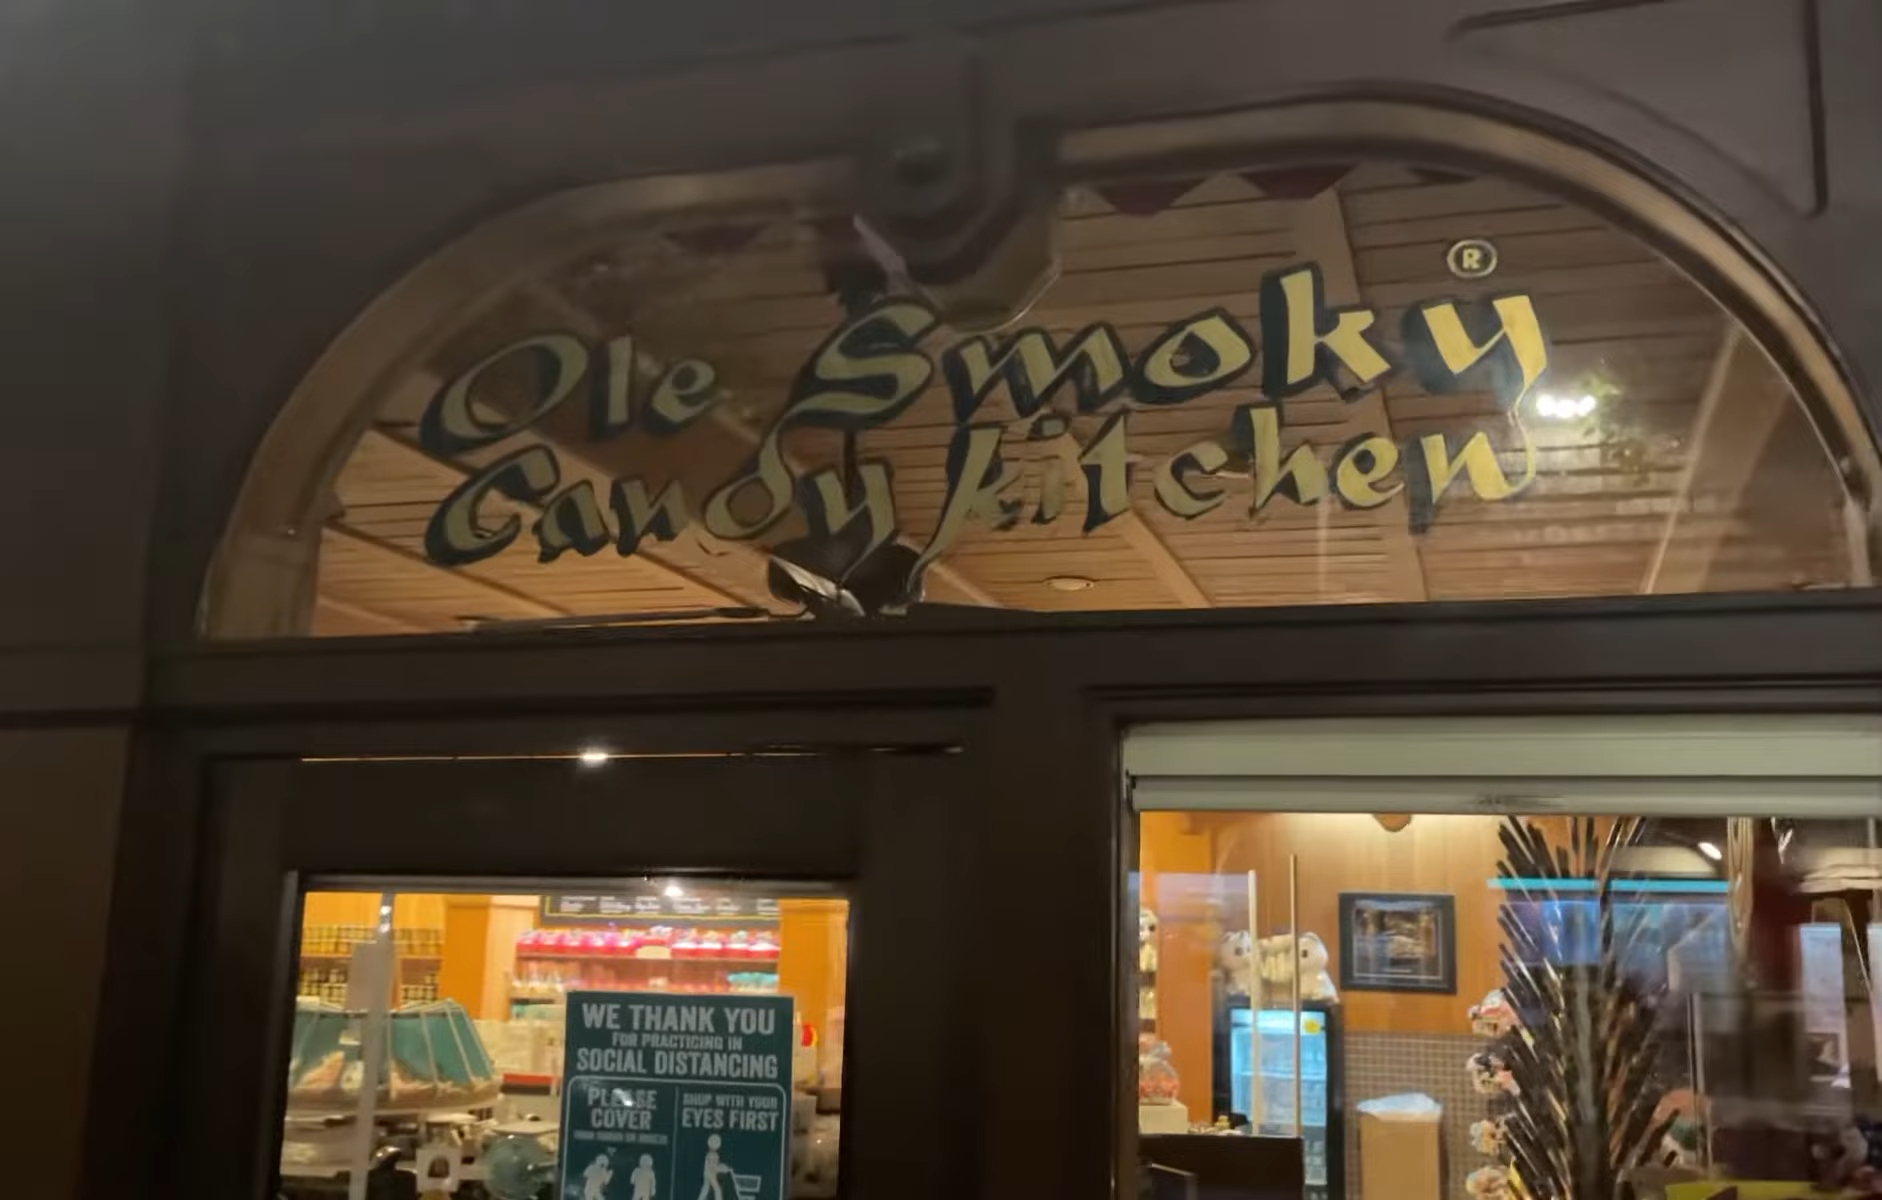 Ole Smoky ®
Candy kitchen
WE THANK YOU
FOR PRACTICING IN
SOCIAL DISTANCING
PLEASE
COVER
SHOP WITH YOUR
EYES FIRST